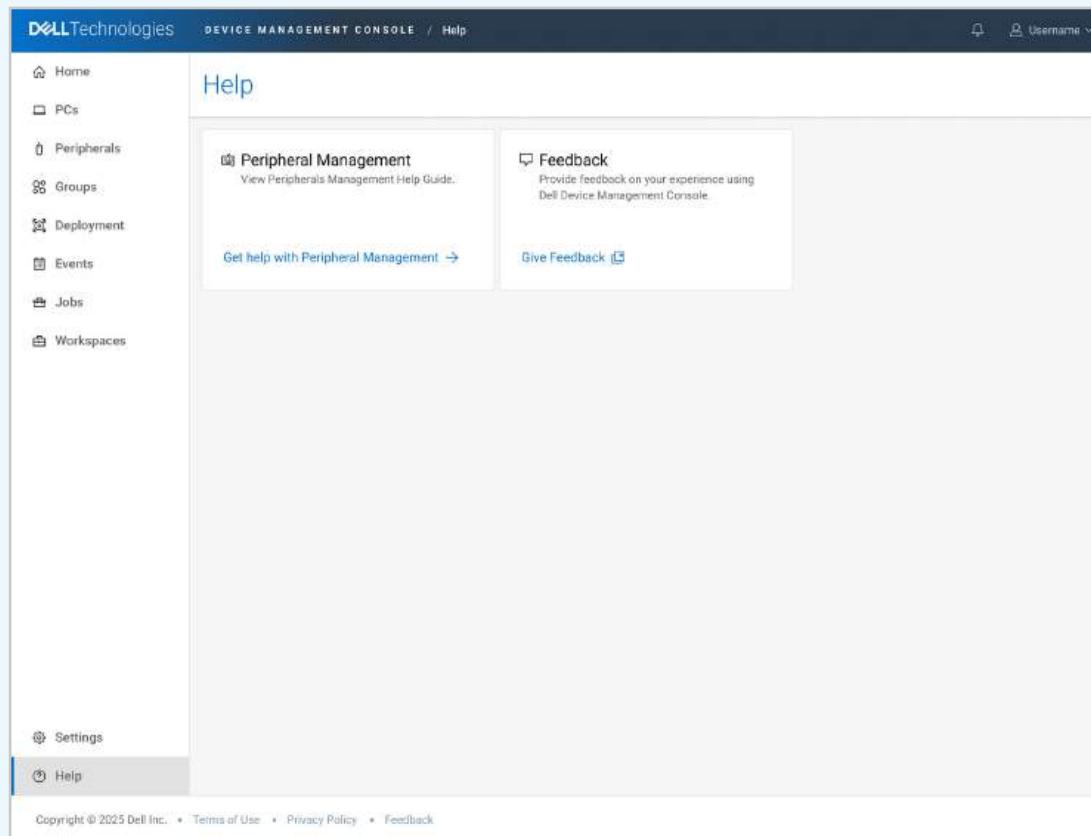 DELLTechnologies DEVICE MANAGEMENT CONSOLE / Help Username
Home
PCs
Peripherals
Groups
Deployment
Events
Jobs
Workspaces
Settings
Help
Help
Peripheral Management
View Peripherals Management Help Guide.
Get help with Peripheral Management →
Feedback
Provide feedback on your experience using
Dell Device Management Console.
Give Feedback
Copyright © 2025 Dell Inc. • Terms of Use • Privacy Policy • Feedback